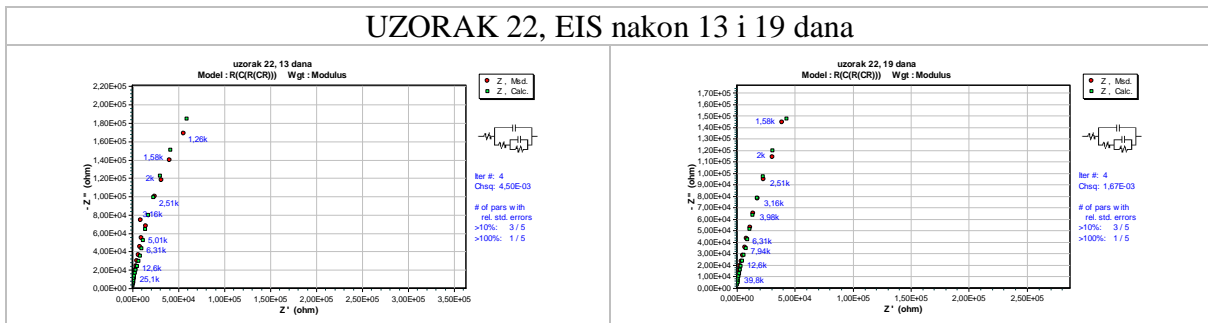 UZORAK 22, EIS nakon 13 i 19 dana
uzorak 22, 13 dana
Model : R(C(R(CR))) Wgt : Modulus
Z , Msd.
Z , Calc.
2,20E+05
2,00E+05
1,80E+05
1,60E+05
1,40E+05
1,20E+05
1,00E+05
8,00E+04
6,00E+04
4,00E+04
2,00E+04
0,00E+00
- Z '' (ohm)
1,26k
1,58k
2k
2,51k
3,16k
5,01k
6,31k
12,6k
25,1k
0,00E+00 5,00E+04 1,00E+05 1,50E+05 2,00E+05 2,50E+05 3,00E+05 3,50E+05
Z ' (ohm)
Iter #: 4
Chsq: 4,50E-03
# of pars with
rel. std. errors
>10%: 3 / 5
>100%: 1 / 5
uzorak 22, 19 dana
Model : R(C(R(CR))) Wgt : Modulus
Z , Msd.
Z , Calc.
1,70E+05
1,60E+05
1,50E+05
1,40E+05
1,30E+05
1,20E+05
1,10E+05
1,00E+05
9,00E+04
8,00E+04
7,00E+04
6,00E+04
5,00E+04
4,00E+04
3,00E+04
2,00E+04
1,00E+04
0,00E+00
- Z '' (ohm)
1,58k
2k
2,51k
3,16k
3,98k
6,31k
7,94k
12,6k
39,8k
0,00E+00 5,00E+04 1,00E+05 1,50E+05 2,00E+05 2,50E+05
Z ' (ohm)
Iter #: 4
Chsq: 1,67E-03
# of pars with
rel. std. errors
>10%: 3 / 5
>100%: 1 / 5